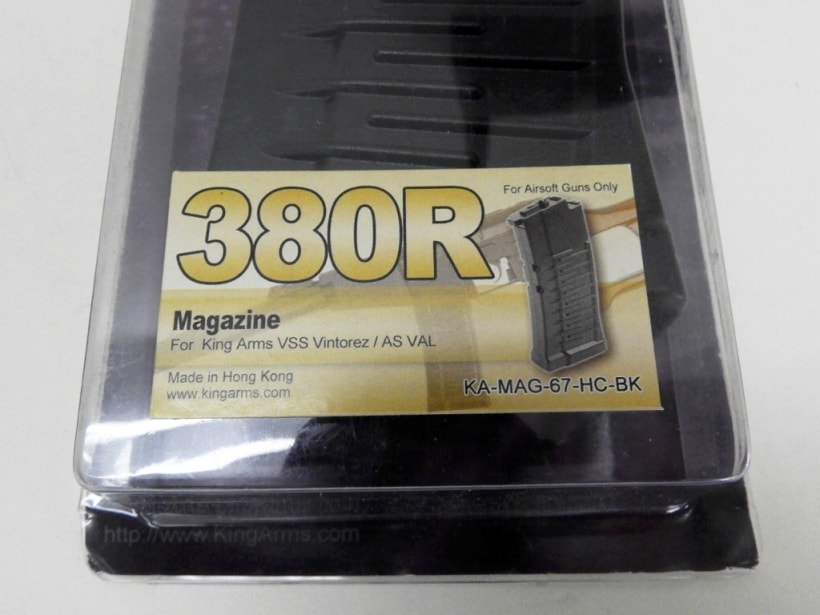 380R
For Airsoft Guns Only
Magazine
For King Arms VSS Vintorez / AS VAL
Made in Hong Kong
www.kingarms.com
KA-MAG-67-HC-BK
http://www.KingArms.com